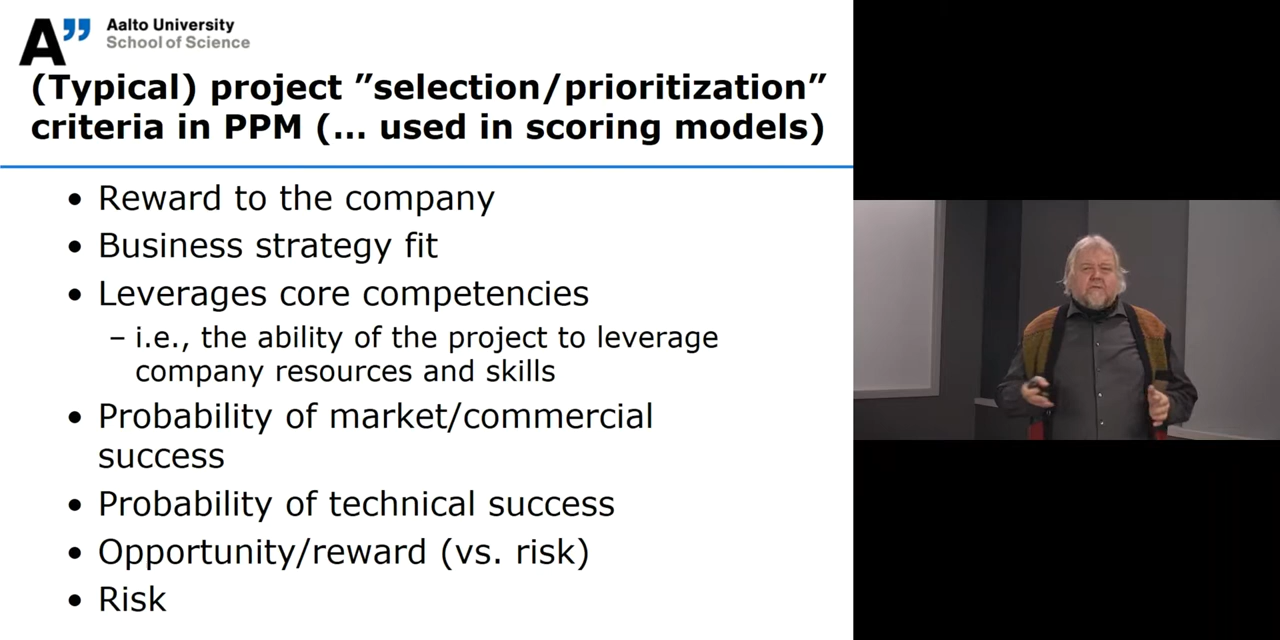 A”
Aalto University
School of Science
(Typical) project ”selection/prioritization”
criteria in PPM (… used in scoring models)
• Reward to the company
• Business strategy fit
• Leverages core competencies
– i.e., the ability of the project to leverage
company resources and skills
• Probability of market/commercial
success
• Probability of technical success
• Opportunity/reward (vs. risk)
• Risk